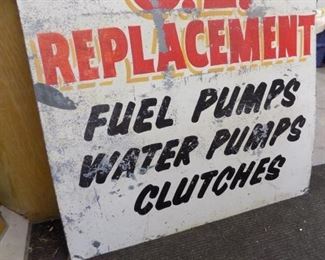 REPLACEMENT
FUEL PUMPS
WATER PUMPS
CLUTCHES